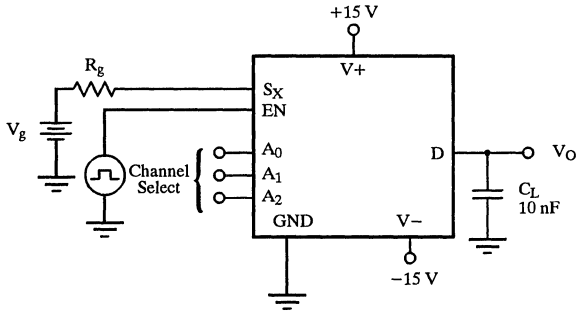 +15 V
V+
Rg
SX
EN
Vg
A0
Channel
Select
A1
A2
D
VO
CL
10 nF
GND
V−
−15 V